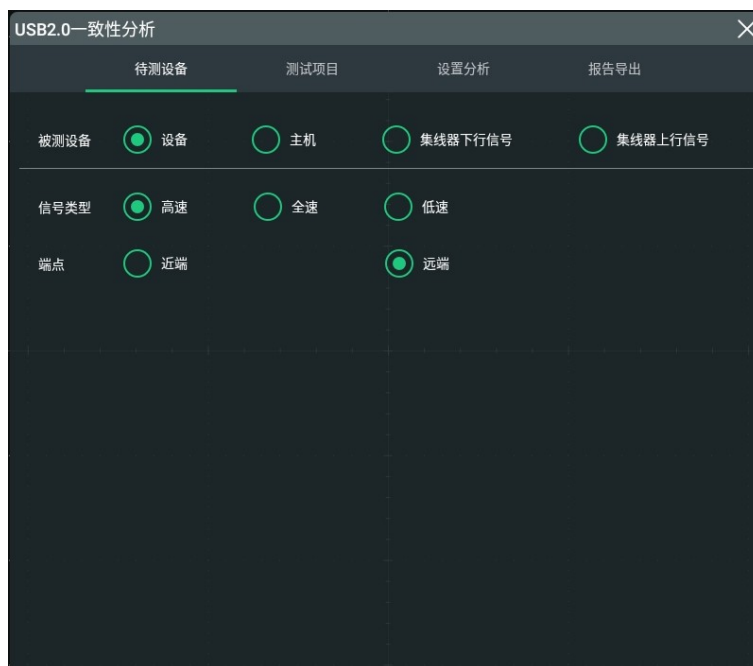 USB2.0一致性分析
待测设备 测试项目 设置分析 报告导出
被测设备 设备 主机 集线器下行信号 集线器上行信号
信号类型 高速 全速 低速
端点 近端 远端